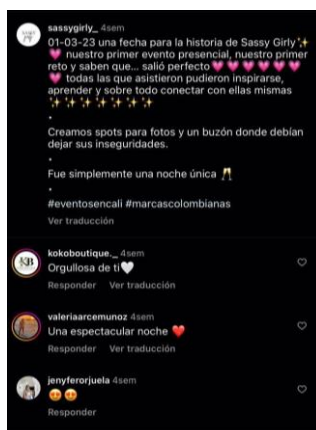 sassygirly_ 4sem
01-03-23 una fecha para la historia de Sassy Girly✨
💗 nuestro primer evento presencial, nuestro primer
reto y saben que... salió perfecto 💗 💗 💗 💗 💗 💗
💗 todas las que asistieron pudieron inspirarse,
aprender y sobre todo conectar con ellas mismas
✨ ✨ ✨ ✨ ✨ ✨ ✨
.
Creamos spots para fotos y un buzón donde debían
dejar sus inseguridades.
.
Fue simplemente una noche única 🥂
.
#eventosencali #marcascolombianas
Ver traducción
KB
kokoboutique._ 4sem
Orgullosa de ti🤍
Responder Ver traducción
valeriaarcemunoz 4sem
Una espectacular noche ❤️
Responder Ver traducción
jenyferorjuela 4sem
😍 😍
Responder